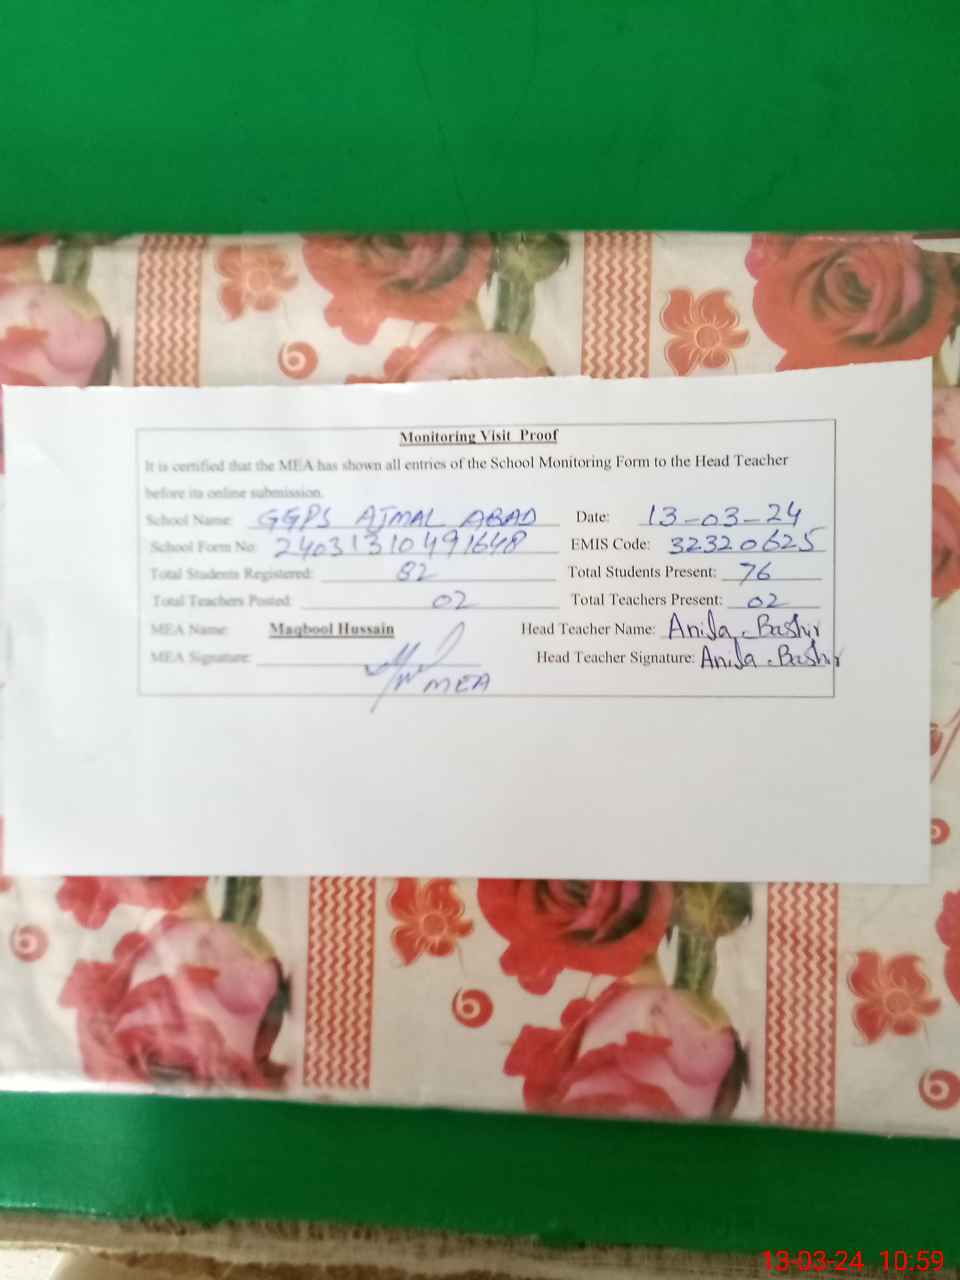 Monitoring Visit Proof
It is certified that the MEA has shown all entries of the School Monitoring Form to the Head Teacher
before its online submission.
School Name: GGPS AJMAL ABAD Date: 13-03-24
School Form No: 24031310491648 EMIS Code: 32320625
Total Students Registered: 82 Total Students Present: 76
Total Teachers Posted: 02 Total Teachers Present: 02
MEA Name: Maqbool Hussain Head Teacher Name: Anila Bashir
MEA Signature: MEA Head Teacher Signature: Anila Bashir
13-03-24 10:59